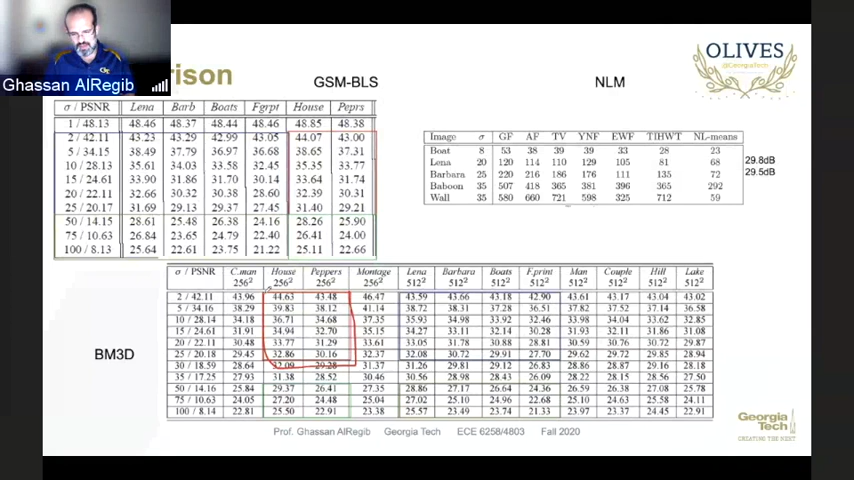 Ghassan AlRegib
rison
GSM-BLS
NLM
OLIVES
@GeorgiaTech
σ / PSNR Lena Barb Boats Fgrpt House Peprs
1 / 48.13 48.46 48.37 48.44 48.46 48.85 48.38
2 / 42.11 43.23 43.29 42.99 43.05 44.07 43.00
5 / 34.15 38.49 37.79 36.97 36.68 38.65 37.31
10 / 28.13 35.61 34.03 33.58 32.45 35.35 33.77
15 / 24.61 33.90 31.86 31.70 30.14 33.64 31.74
20 / 22.11 32.66 30.32 30.38 28.60 32.39 30.31
25 / 20.17 31.69 29.13 29.37 27.45 31.40 29.21
50 / 14.15 28.61 25.48 26.38 24.16 28.26 25.90
75 / 10.63 26.84 23.65 24.79 22.40 26.41 24.00
100 / 8.13 25.64 22.61 23.75 21.22 25.11 22.66
Image σ GF AF TV YNF EWF TIHWT NL-means
Boat 8 53 38 39 39 33 28 23
Lena 20 120 114 110 129 105 81 68
Barbara 25 220 216 186 176 111 135 72
Baboon 35 507 418 365 381 396 365 292
Wall 35 580 660 721 598 325 712 59
29.8dB
29.5dB
BM3D
σ / PSNR C.man House Peppers Montage Lena Barbara Boats F.print Man Couple Hill Lake
256² 256² 256² 256² 512² 512² 512² 512² 512² 512² 512² 512²
2 / 42.11 43.96 44.63 43.48 46.47 43.59 43.66 43.18 42.90 43.61 43.17 43.04 43.02
5 / 34.16 38.29 39.83 38.12 41.14 38.72 38.31 37.28 36.51 37.82 37.52 37.14 36.58
10 / 28.14 34.18 36.71 34.68 37.35 35.93 34.98 33.92 32.46 33.98 34.04 33.62 32.85
15 / 24.61 31.91 34.94 32.70 35.15 34.27 33.11 32.14 30.28 31.93 32.11 31.86 31.08
20 / 22.11 30.48 33.77 31.29 33.61 33.05 31.78 30.88 28.81 30.59 30.76 30.72 29.87
25 / 20.18 29.45 32.86 30.16 32.37 32.08 30.72 29.91 27.70 29.62 29.72 29.85 28.94
30 / 18.59 28.64 32.09 29.28 31.37 31.26 29.81 29.12 26.83 28.86 28.87 29.16 28.18
35 / 17.25 27.93 31.38 28.52 30.46 30.56 28.98 28.43 26.09 28.22 28.15 28.56 27.50
50 / 14.16 25.84 29.37 26.41 27.35 28.86 27.17 26.64 24.36 26.59 26.38 27.08 25.78
75 / 10.63 24.05 27.20 24.48 25.04 27.02 25.10 24.96 22.68 25.10 24.63 25.58 24.11
100 / 8.14 22.81 25.50 22.91 23.38 25.57 23.49 23.74 21.33 23.97 23.37 24.45 22.91
Prof. Ghassan AlRegib Georgia Tech ECE 6258/4803 Fall 2020
Georgia
Tech
CREATING THE NEXT